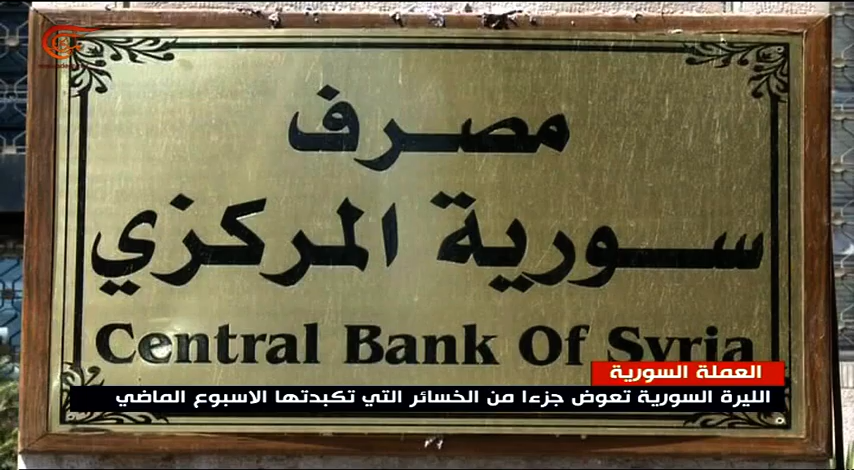 مصرف
سورية المركزي
Central Bank Of Syria
العملة السورية
الليرة السورية تعوض جزءا من الخسائر التي تكبدتها الاسبوع الماضي